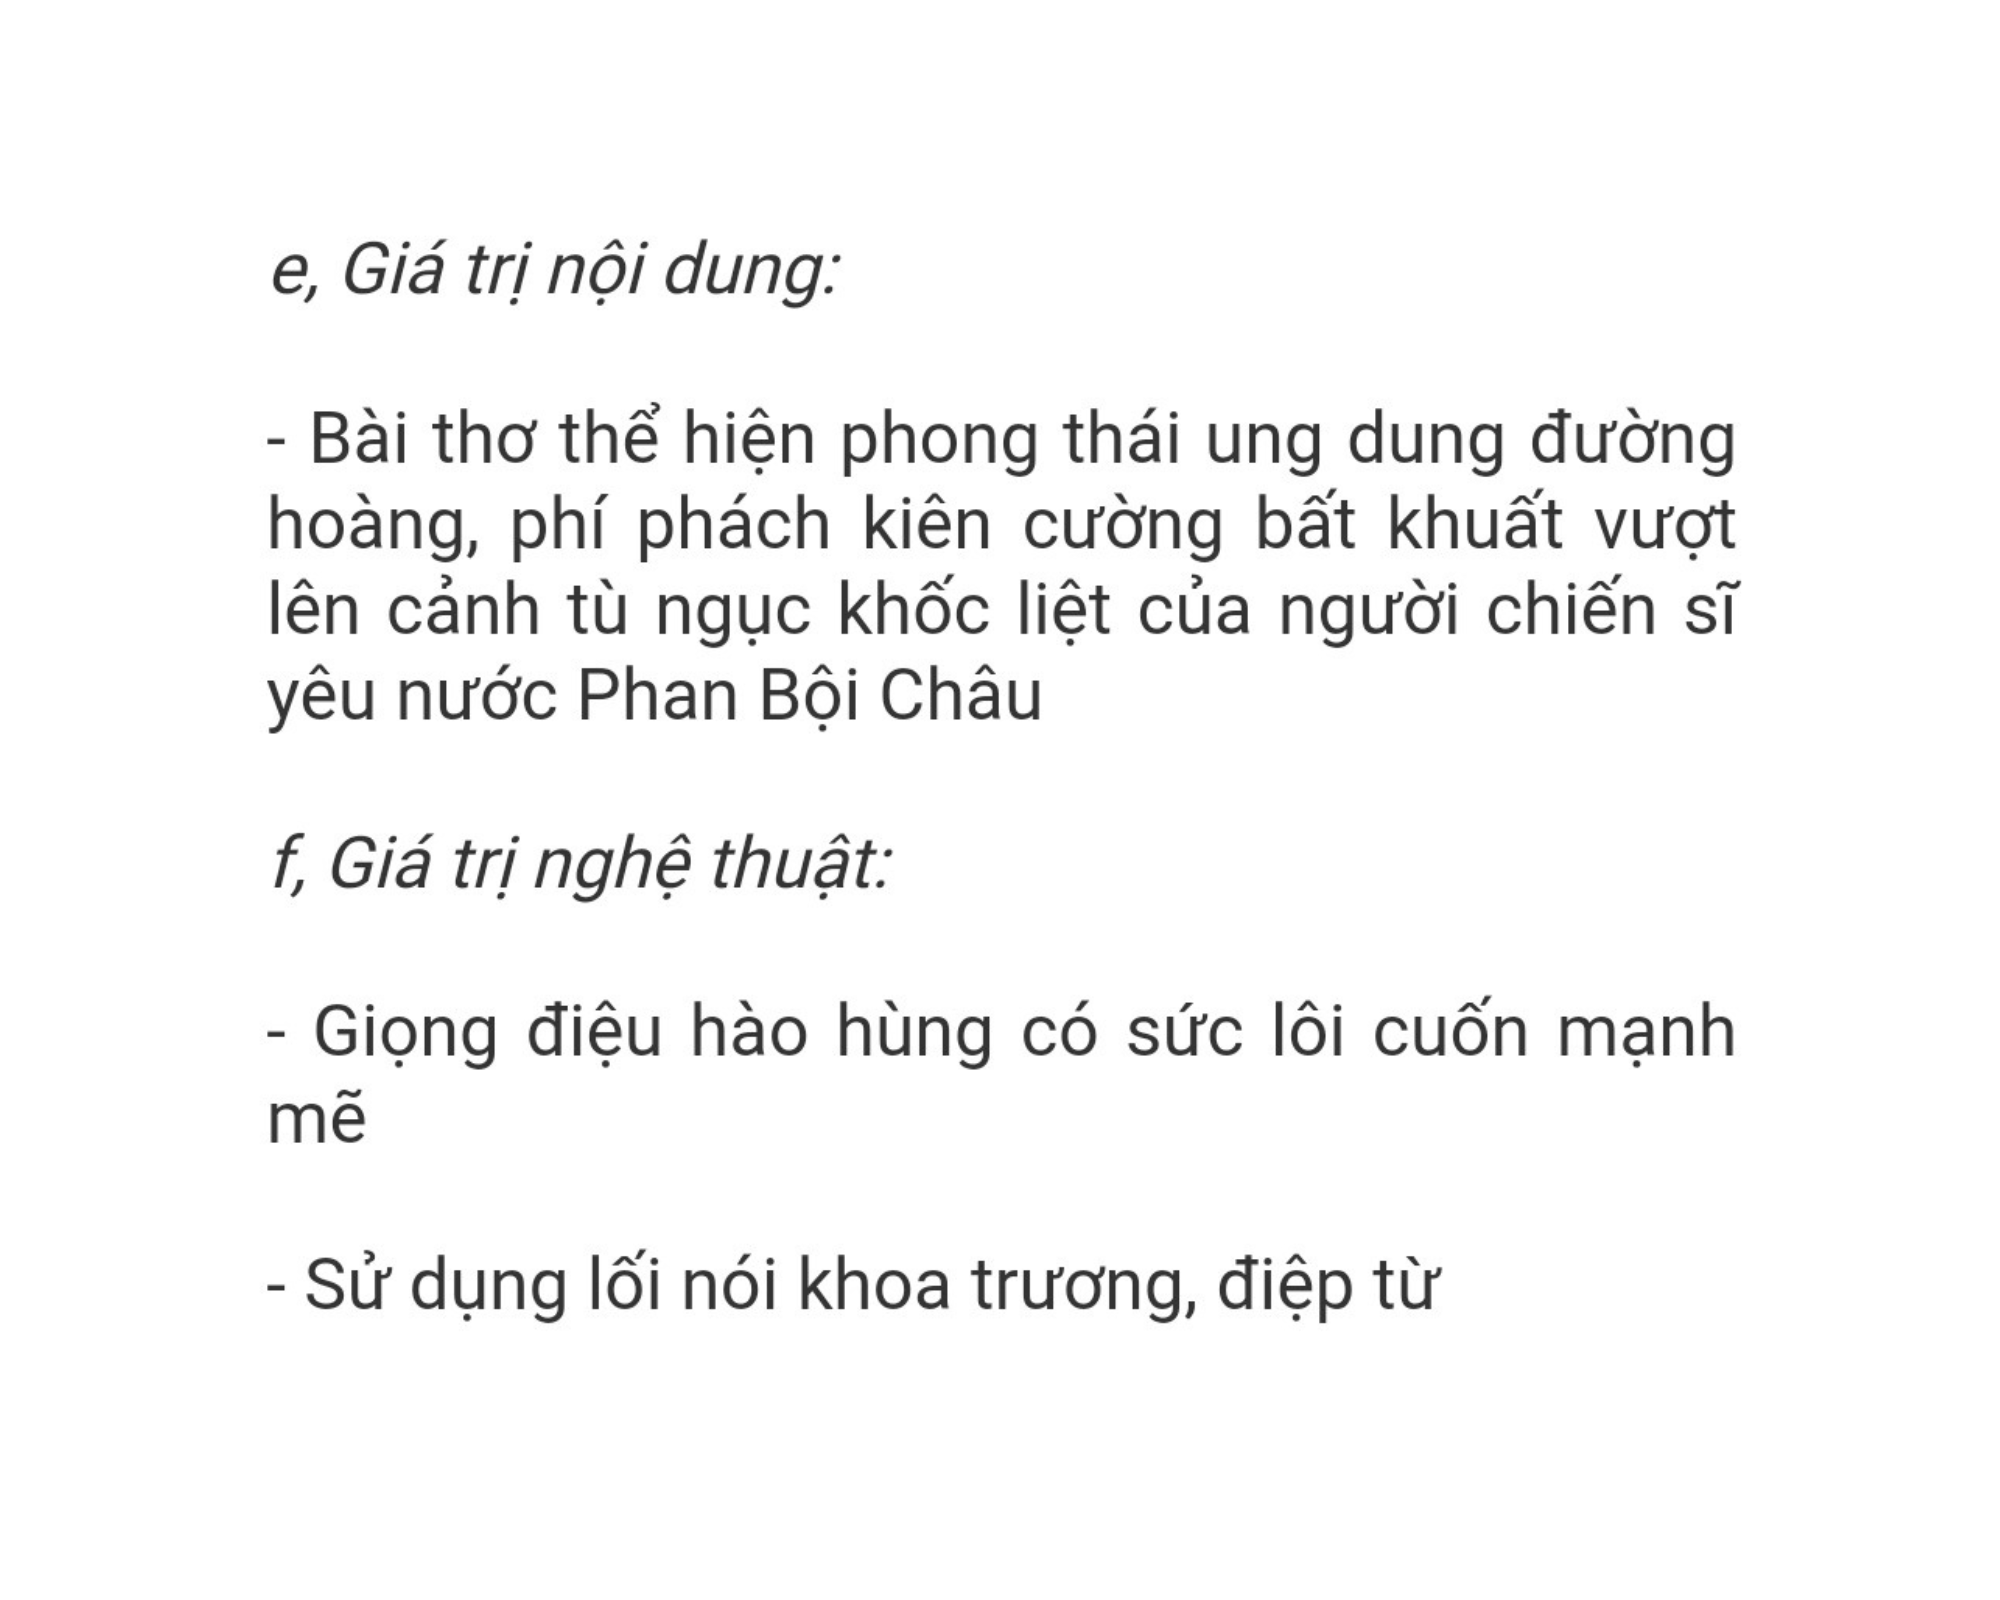 e, Giá trị nội dung:
- Bài thơ thể hiện phong thái ung dung đường
hoàng, phí phách kiên cường bất khuất vượt
lên cảnh tù ngục khốc liệt của người chiến sĩ
yêu nước Phan Bội Châu
f, Giá trị nghệ thuật:
- Giọng điệu hào hùng có sức lôi cuốn mạnh
mẽ
- Sử dụng lối nói khoa trương, điệp từ